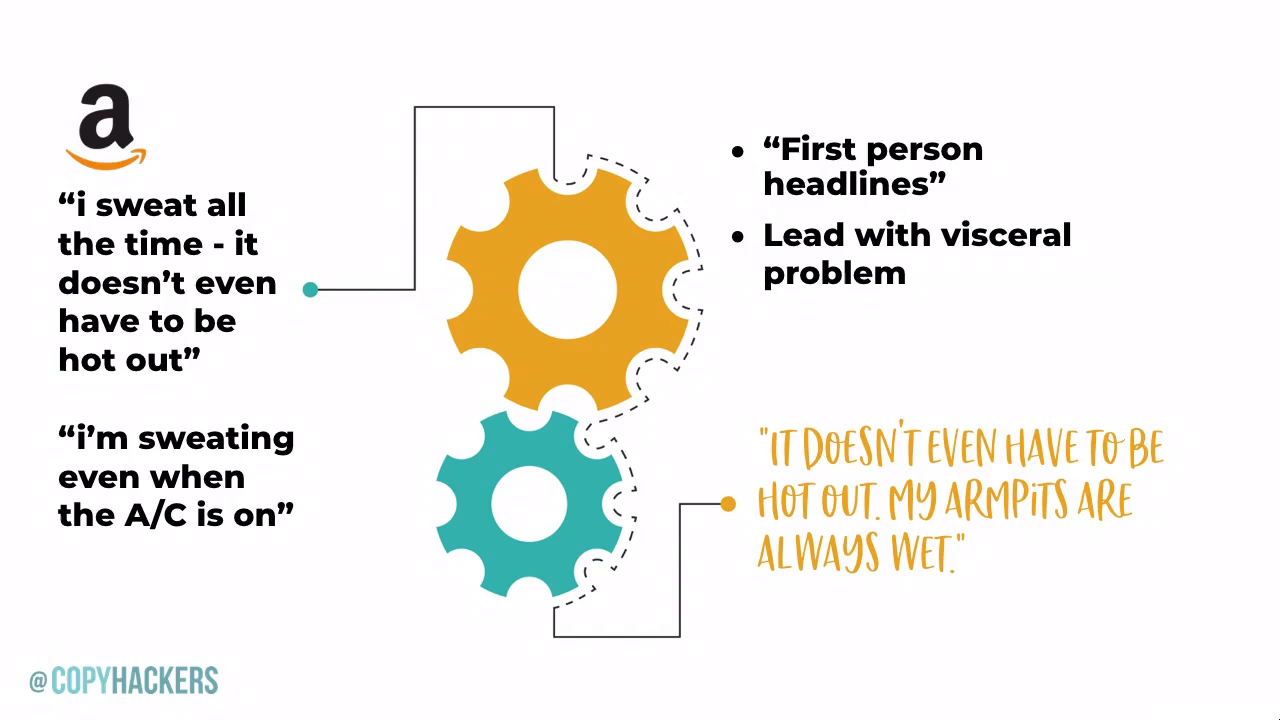 a
“i sweat all
the time - it
doesn’t even
have to be
hot out”
“i’m sweating
even when
the A/C is on”
• “First person
headlines”
• Lead with visceral
problem
"IT DOESN'T EVEN HAVE TO BE
HOT OUT. MY ARMPiTS ARE
ALWAYS WET."
@COPYHACKERS